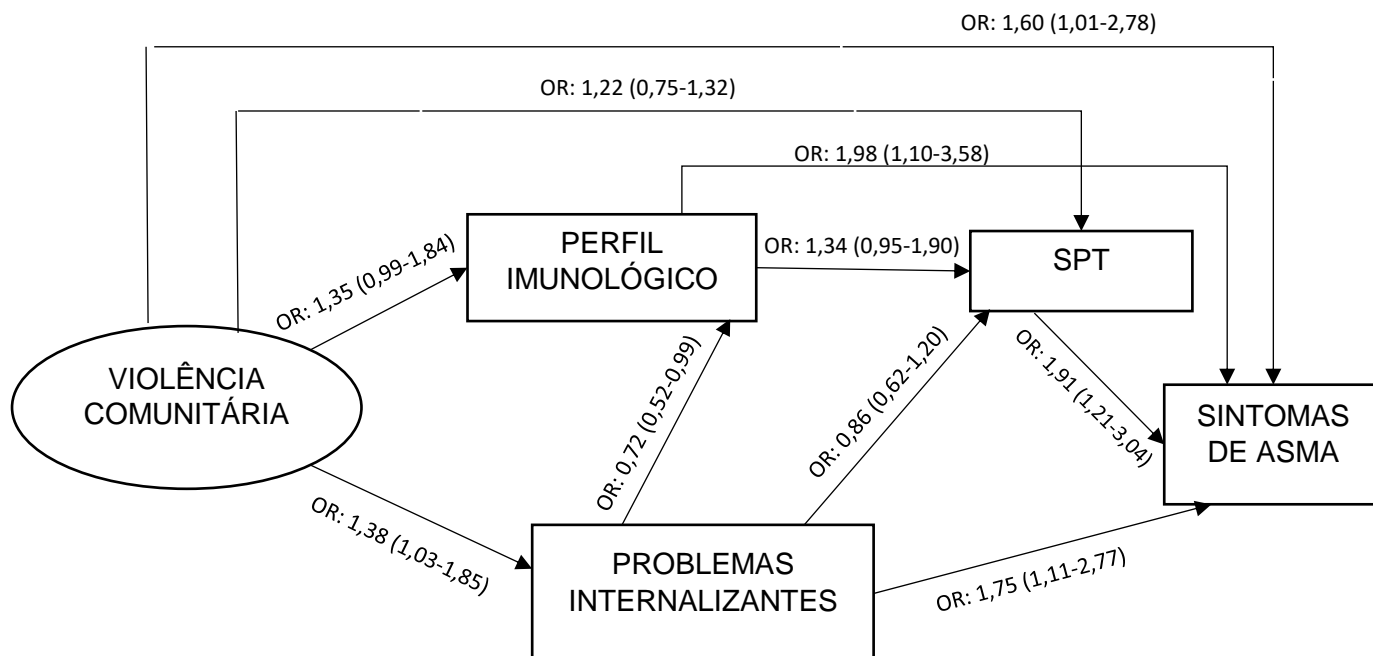 OR: 1,60 (1,01-2,78)
OR: 1,22 (0,75-1,32)
OR: 1,98 (1,10-3,58)
PERFIL
IMUNOLÓGICO
OR: 1,34 (0,95-1,90)
SPT
OR: 1,35 (0,99-1,84)
VIOLÊNCIA
COMUNITÁRIA
OR: 0,72 (0,52-0,99)
OR: 0,86 (0,62-1,20)
OR: 1,91 (1,21-3,04)
SINTOMAS
DE ASMA
OR: 1,38 (1,03-1,85)
PROBLEMAS
INTERNALIZANTES
OR: 1,75 (1,11-2,77)